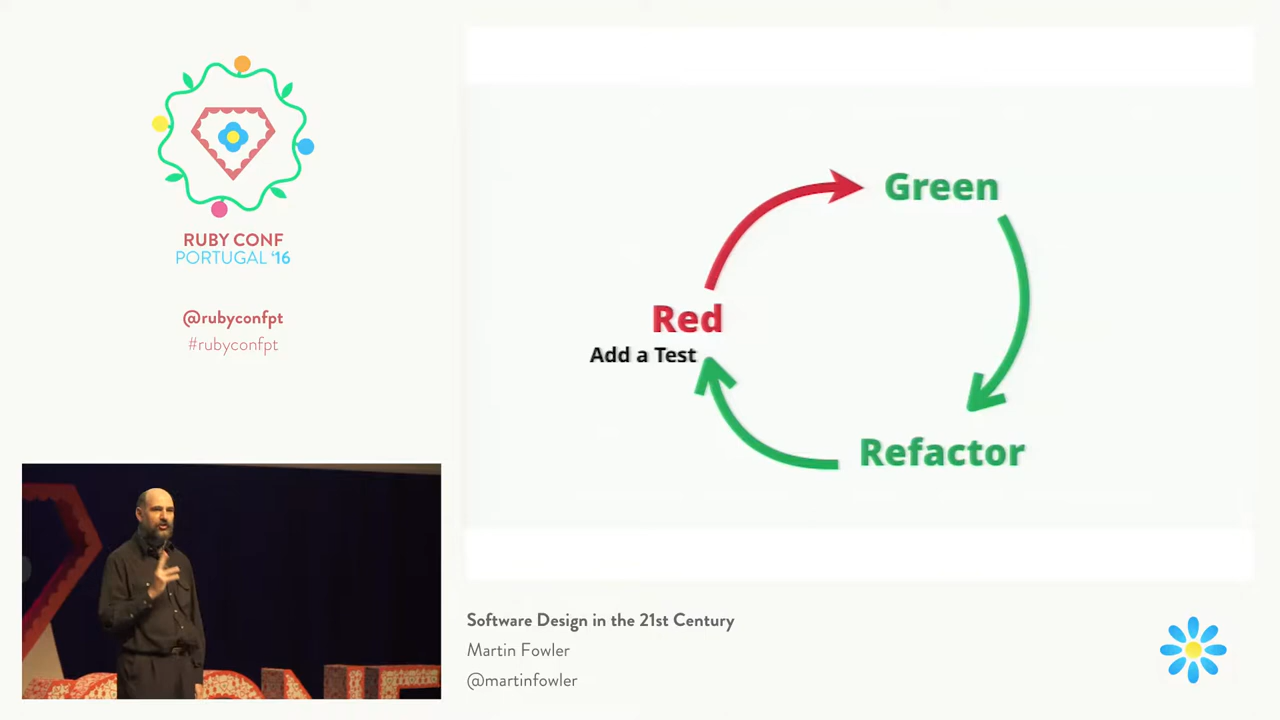 RUBY CONF
PORTUGAL ‘16
@rubyconfpt
#rubyconfpt
Green
Red
Add a Test
Refactor
Software Design in the 21st Century
Martin Fowler
@martinfowler